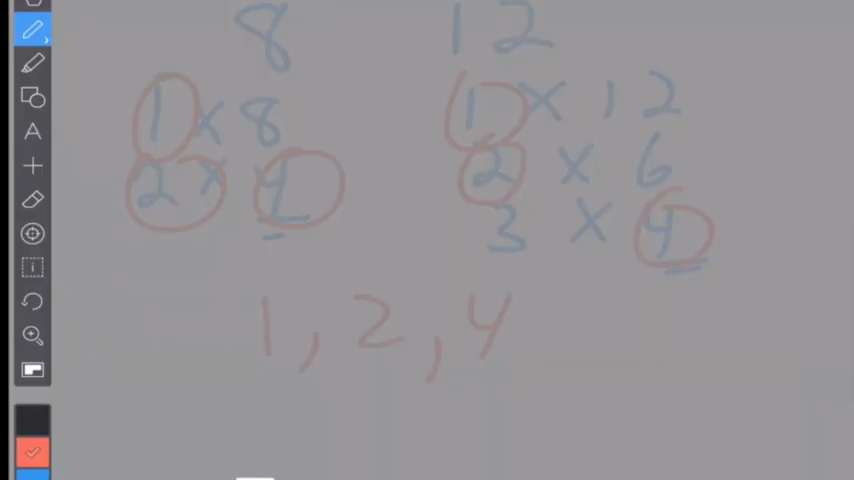 8 12
1 x 8 1 x 12
2 x 4 2 x 6
3 x 4
1, 2, 4